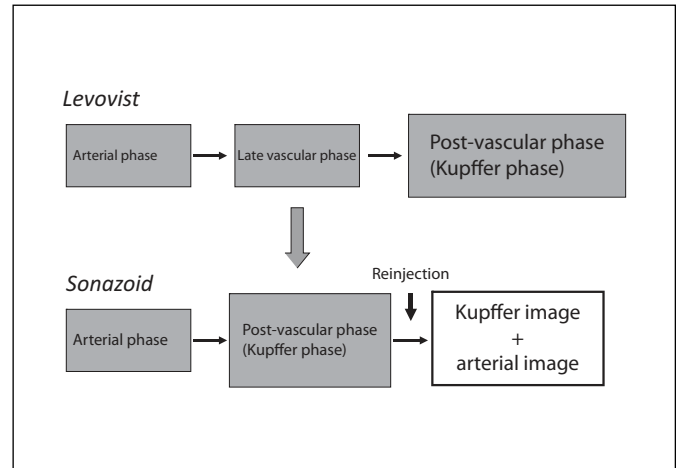 Levovist
Arterial phase
Late vascular phase
Post-vascular phase
(Kupffer phase)
Sonazoid
Arterial phase
Post-vascular phase
(Kupffer phase)
Reinjection
Kupffer image
+
arterial image